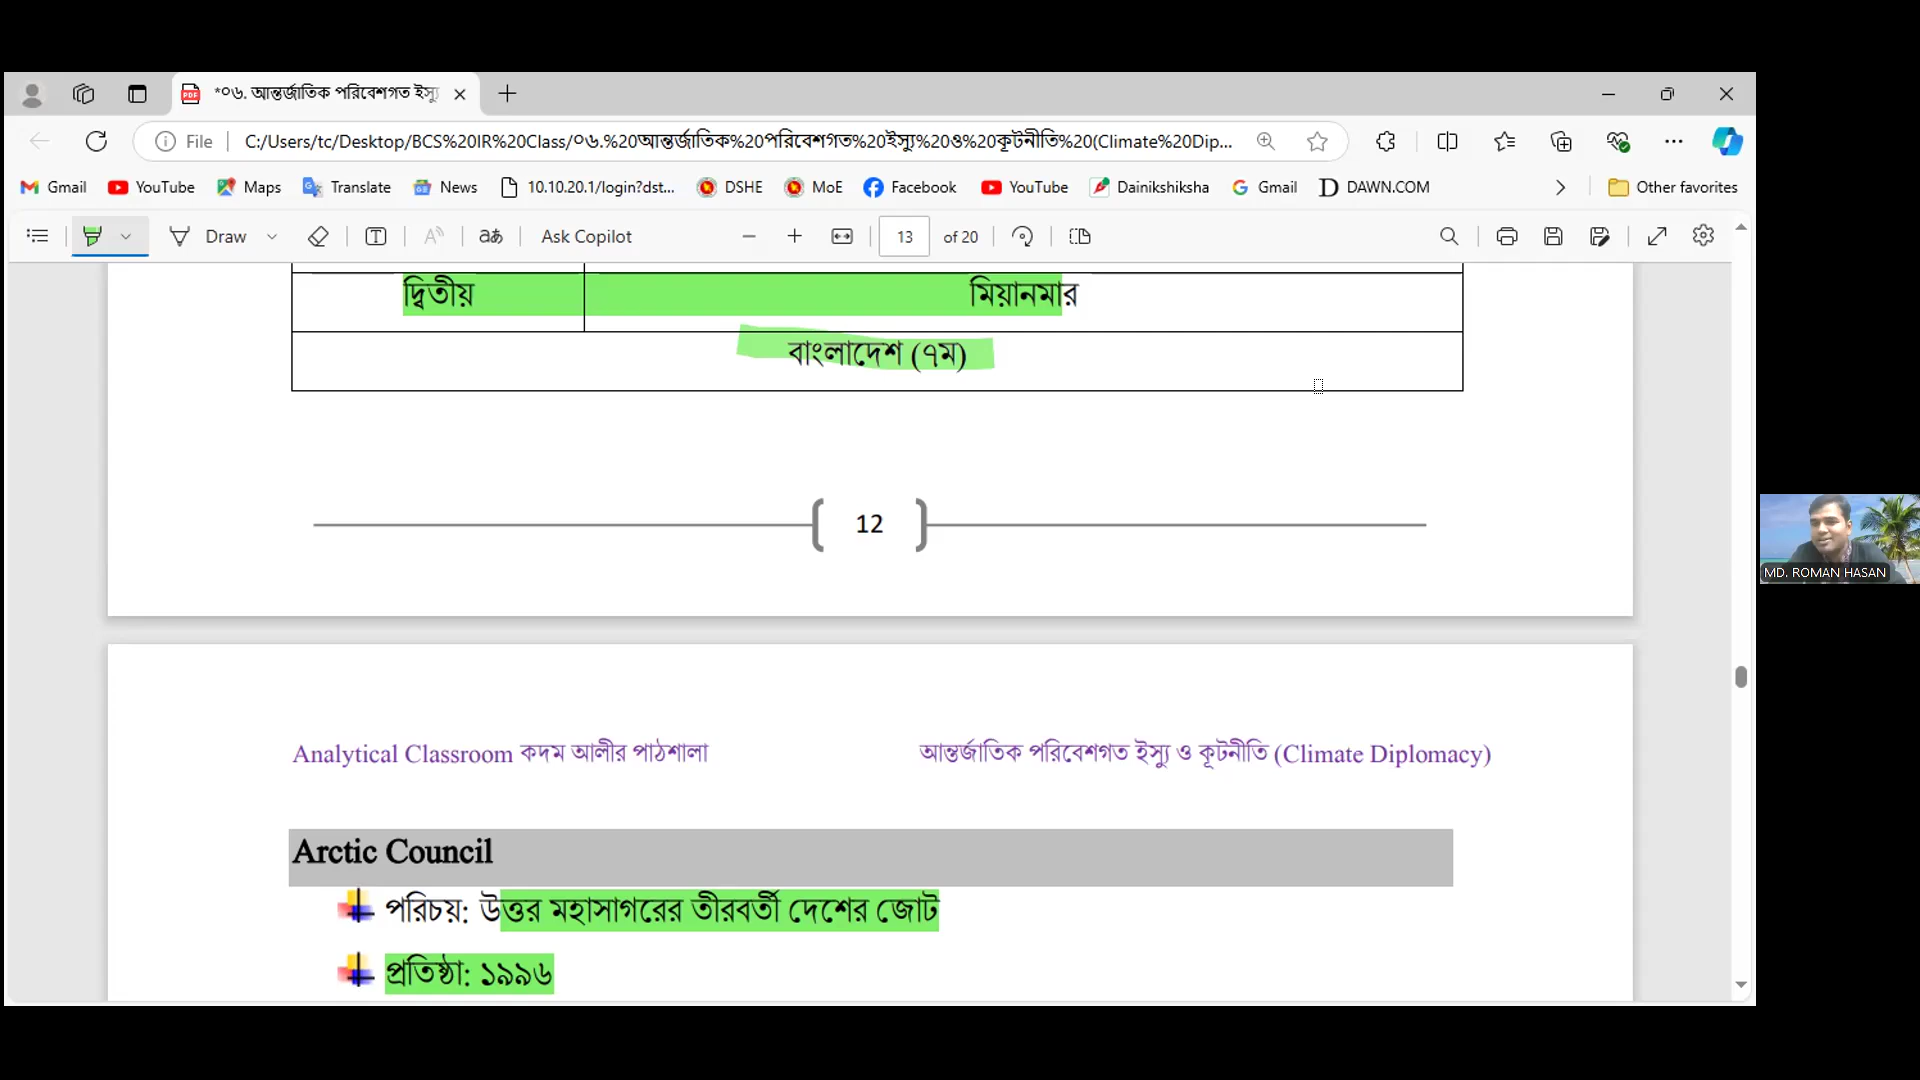 *০৬. আন্তর্জাতিক পরিবেশগত ইস্যু
File
C:/Users/tc/Desktop/BCS%20IR%20Class/০৬.%20আন্তর্জাতিক%20পরিবেশগত%20ইস্যু%20ও%20কূটনীতি%20(Climate%20Dip...
Gmail YouTube Maps Translate News 10.10.20.1/login?dst... DSHE MoE Facebook YouTube Dainikshiksha Gmail DAWN.COM Other favorites
Draw Ask Copilot 13 of 20
দ্বিতীয় মিয়ানমার
বাংলাদেশ (৭ম)
12
Analytical Classroom কদম আলীর পাঠশালা আন্তর্জাতিক পরিবেশগত ইস্যু ও কূটনীতি (Climate Diplomacy)
MD. ROMAN HASAN
Arctic Council
পরিচয়: উত্তর মহাসাগরের তীরবর্তী দেশের জোট
প্রতিষ্ঠা: ১৯৯৬